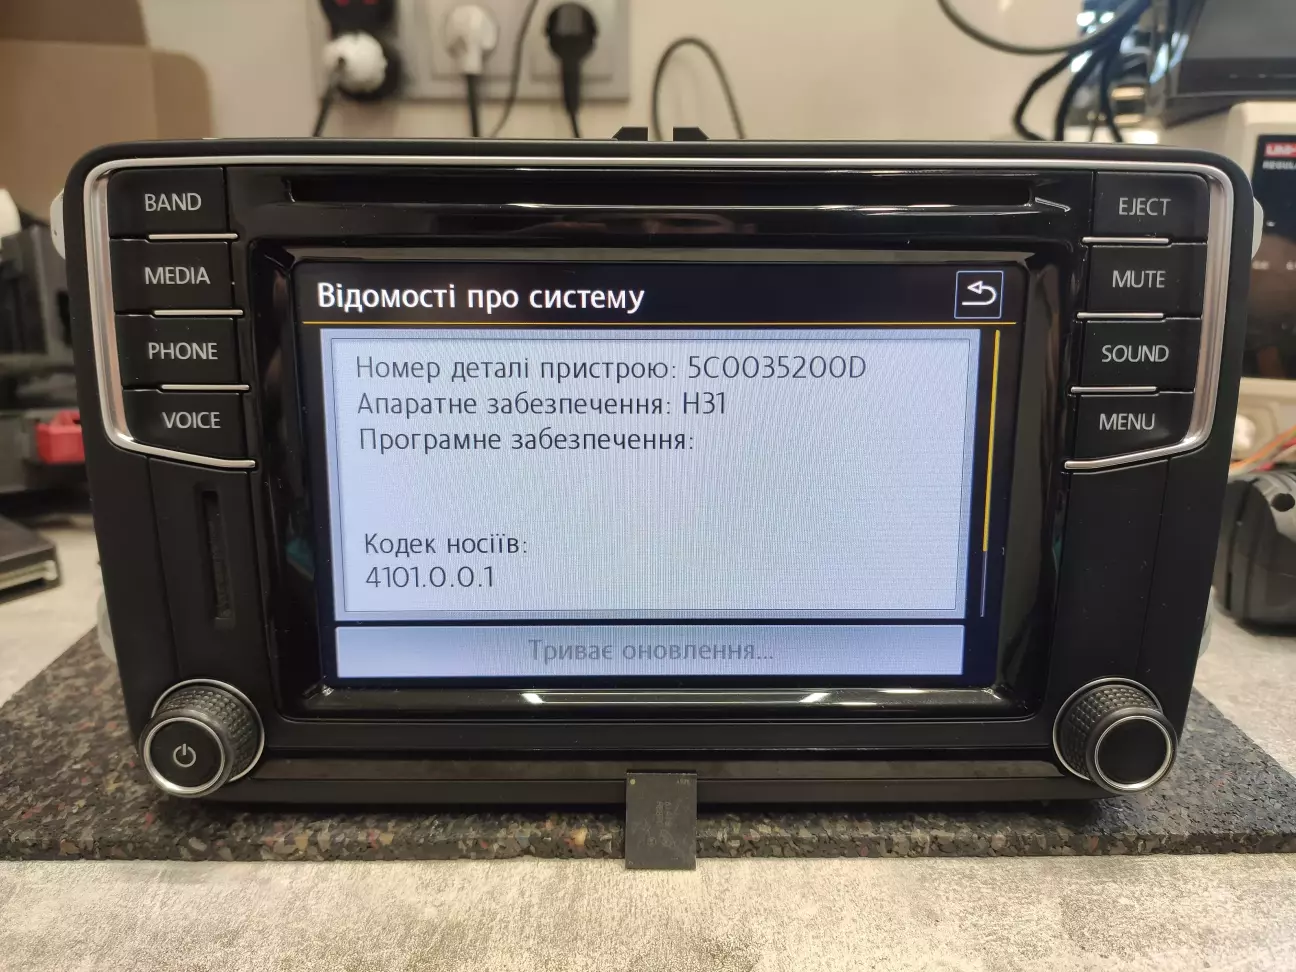 BAND
MEDIA
PHONE
VOICE
EJECT
MUTE
SOUND
MENU
Відомості про систему
Номер деталі пристрою: 5C0035200D
Апаратне забезпечення: H31
Програмне забезпечення:
Кодек носіїв:
4101.0.0.1
Триває оновлення...